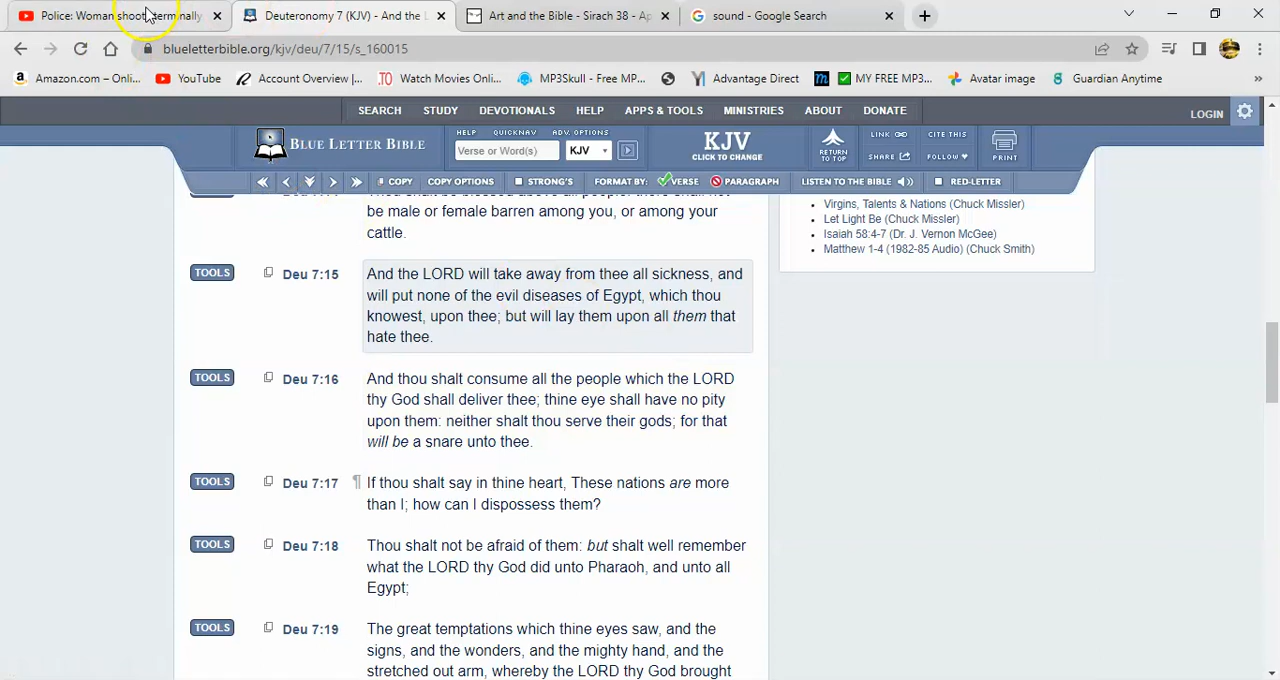 Police: Woman shoot terminally
Deuteronomy 7 (KJV) - And the L
Art and the Bible - Sirach 38 - Ap
sound - Google Search
blueletterbible.org/kjv/deu/7/15/s_160015
Amazon.com – Onli...
YouTube
Account Overview |...
.TO Watch Movies Onli...
MP3Skull - Free MP...
Advantage Direct
m
MY FREE MP3...
Avatar image
Guardian Anytime
»
SEARCH STUDY DEVOTIONALS HELP APPS & TOOLS MINISTRIES ABOUT DONATE
LOGIN
BLUE LETTER BIBLE
HELP QUICKNAV ADV. OPTIONS
Verse or Word(s) KJV
KJV
CLICK TO CHANGE
RETURN
TO TOP
LINK
SHARE
CITE THIS
FOLLOW
PRINT
COPY COPY OPTIONS STRONG'S FORMAT BY: VERSE PARAGRAPH LISTEN TO THE BIBLE RED-LETTER
be male or female barren among you, or among your
cattle.
TOOLS Deu 7:15 And the LORD will take away from thee all sickness, and
will put none of the evil diseases of Egypt, which thou
knowest, upon thee; but will lay them upon all them that
hate thee.
TOOLS Deu 7:16 And thou shalt consume all the people which the LORD
thy God shall deliver thee; thine eye shall have no pity
upon them: neither shalt thou serve their gods; for that
will be a snare unto thee.
TOOLS Deu 7:17 ¶ If thou shalt say in thine heart, These nations are more
than I; how can I dispossess them?
TOOLS Deu 7:18 Thou shalt not be afraid of them: but shalt well remember
what the LORD thy God did unto Pharaoh, and unto all
Egypt;
TOOLS Deu 7:19 The great temptations which thine eyes saw, and the
signs, and the wonders, and the mighty hand, and the
stretched out arm, whereby the LORD thy God brought
Virgins, Talents & Nations (Chuck Missler)
Let Light Be (Chuck Missler)
Isaiah 58:4-7 (Dr. J. Vernon McGee)
Matthew 1-4 (1982-85 Audio) (Chuck Smith)